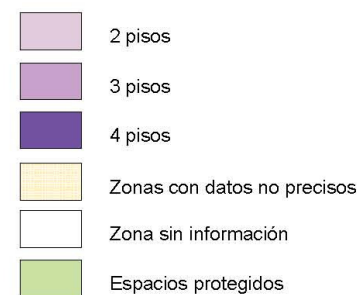 2 pisos
3 pisos
4 pisos
Zonas con datos no precisos
Zona sin información
Espacios protegidos